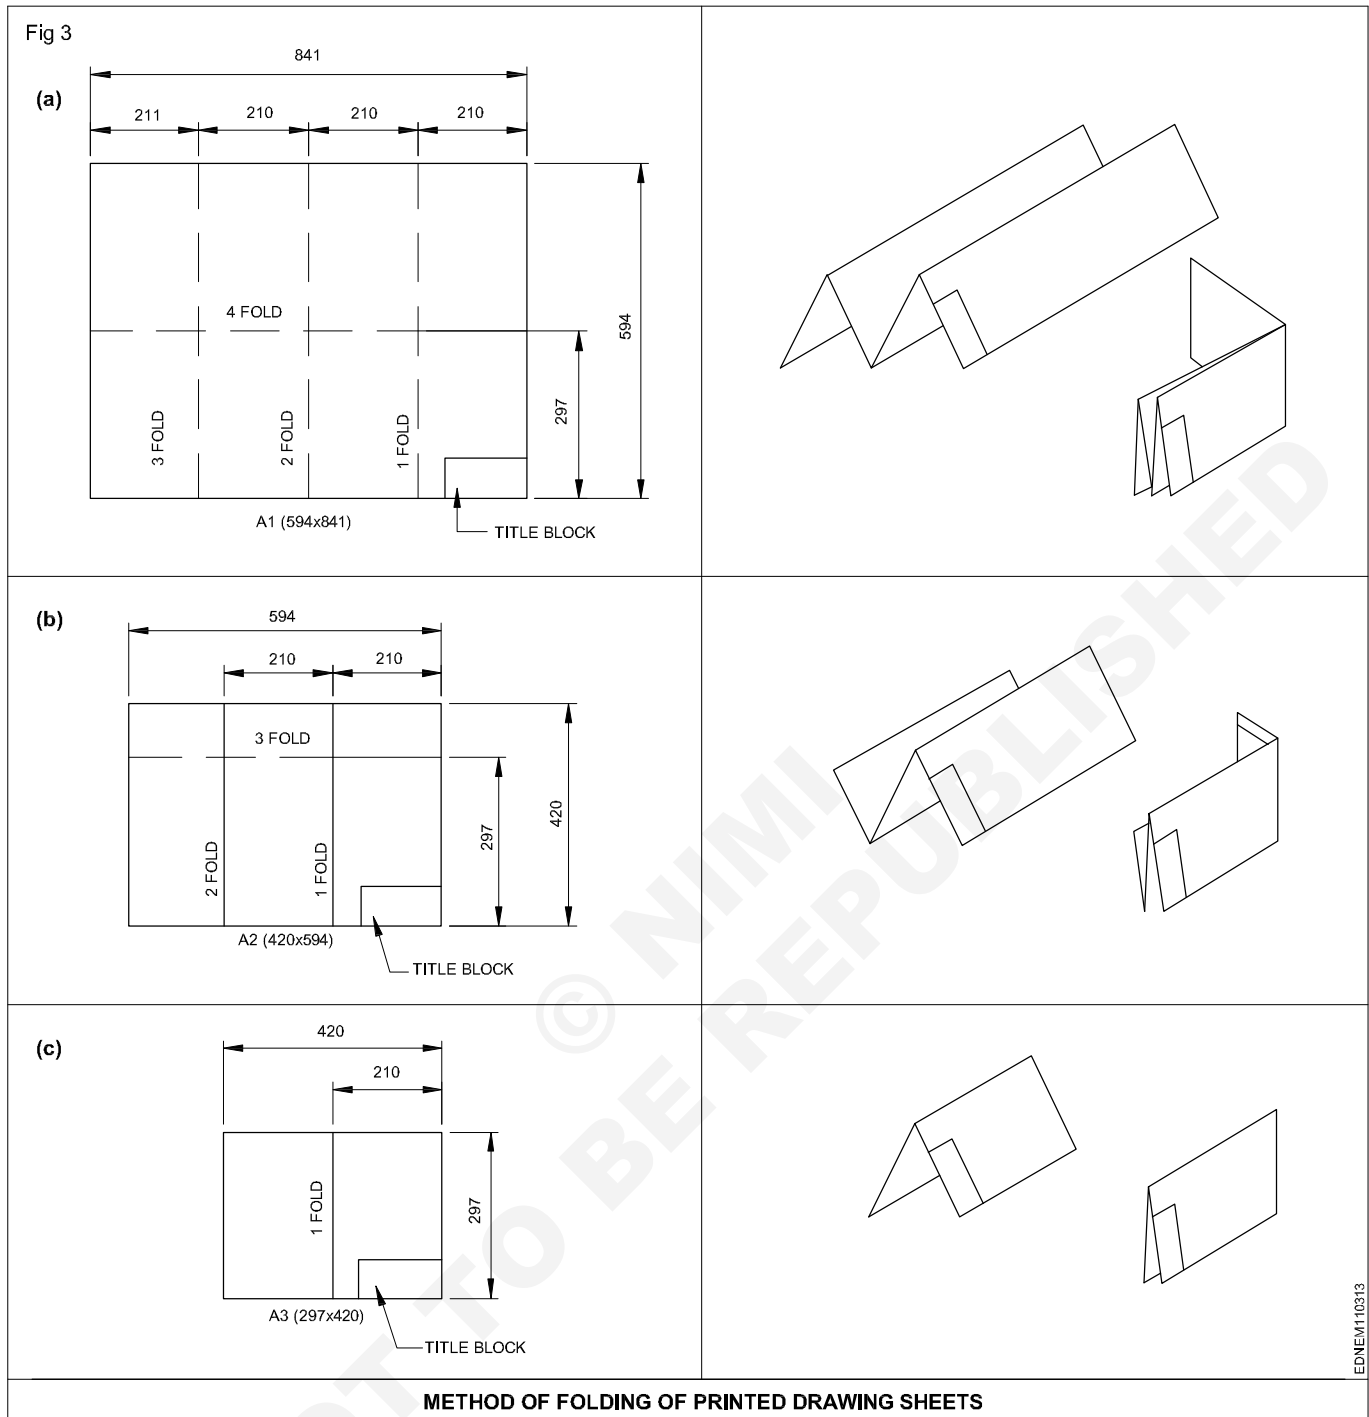 Fig 3
(a)
841
211
210
210
210
594
297
4 FOLD
3 FOLD
2 FOLD
1 FOLD
A1 (594x841)
TITLE BLOCK
(b)
594
210
210
3 FOLD
420
297
2 FOLD
1 FOLD
A2 (420x594)
TITLE BLOCK
(c)
420
210
297
1 FOLD
A3 (297x420)
TITLE BLOCK
EDNEM110313
METHOD OF FOLDING OF PRINTED DRAWING SHEETS
© NIMI
NOT TO BE REPUBLISHED